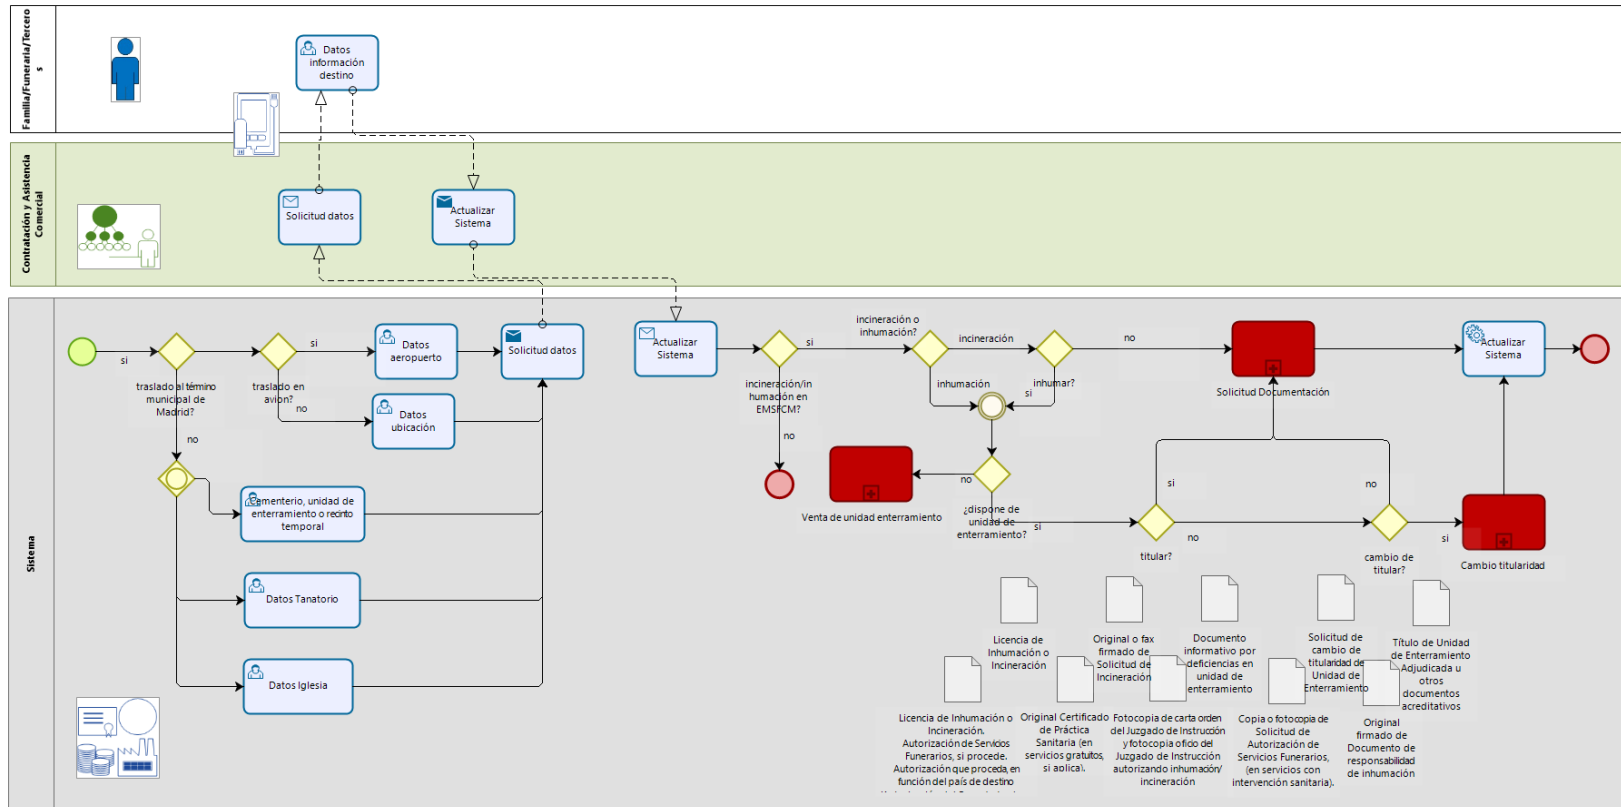 Familia/Funeraria/Tercero
s
Datos
información
destino
Contratación y Asistencia
Comercial
Solicitud datos
Actualizar
Sistema
Sistema
si
traslado al término
municipal de
Madrid?
no
traslado en
avion?
si
no
Datos
aeropuerto
Datos
ubicación
Solicitud datos
Cementerio, unidad de
enterramiento o recinto
temporal
Datos Tanatorio
Datos Iglesia
Actualizar
Sistema
incineración/in
humación en
EMSFCM?
si
no
incineración o
inhumación?
incineración
inhumación
inhumar?
si
no
Venta de unidad enterramiento
no
¿dispone de
unidad de
enterramiento?
si
Solicitud Documentación
si
titular?
no
no
cambio de
titular?
si
Cambio titularidad
Actualizar
Sistema
Licencia de
Inhumación o
Incineración
Original o fax
firmado de
Solicitud de
Incineración
Documento
informativo por
deficiencias en
unidad de
enterramiento
Solicitud de
cambio de
titularidad de
Unidad de
Enterramiento
Título de Unidad
de Enterramiento
Adjudicada u
otros
documentos
acreditativos
Licencia de Inhumación o
Incineración.
Autorización de Servicios
Funerarios, si procede.
Autorización que proceda, en
función del país de destino
Original Certificado
de Práctica
Sanitaria (en
servicios gratuitos,
si aplica).
Fotocopia de carta orden
del Juzgado de Instrucción
y fotocopia oficio del
Juzgado de Instrucción
autorizando inhumación/
incineración
Copia o fotocopia de
Solicitud de
Autorización de
Servicios Funerarios,
(en servicios con
intervención sanitaria).
Original
firmado de
Documento de
responsabilidad
de inhumación